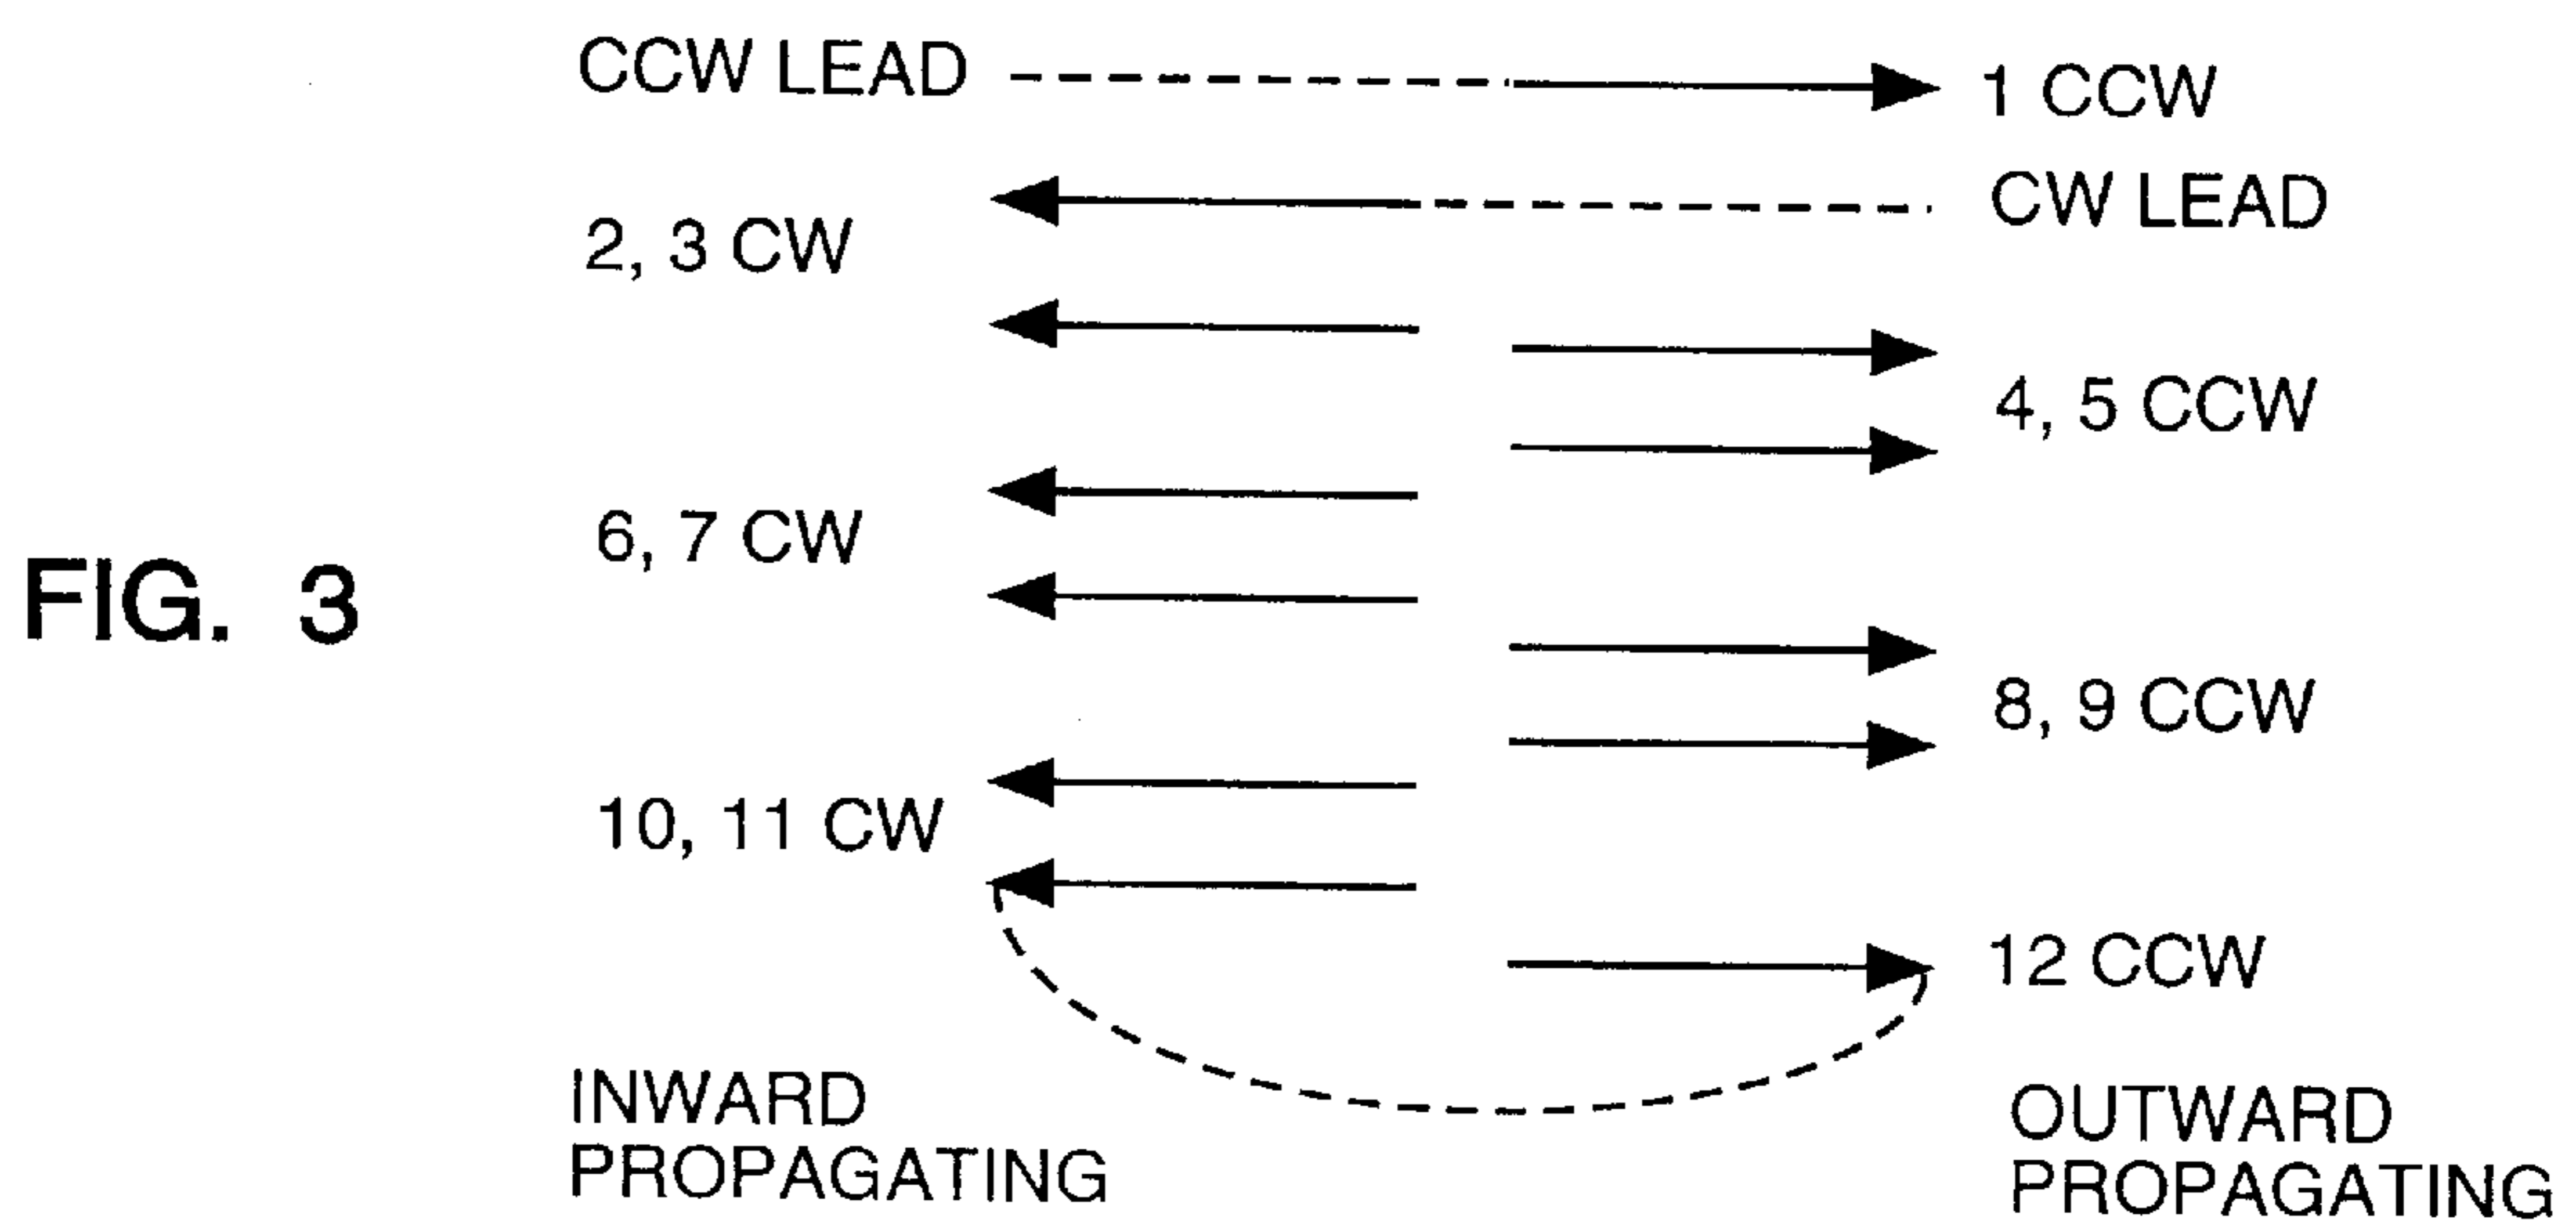 CCW LEAD
1 CCW
CW LEAD
2, 3 CW
4, 5 CCW
6, 7 CW
FIG. 3
8, 9 CCW
10, 11 CW
12 CCW
INWARD
PROPAGATING
OUTWARD
PROPAGATING